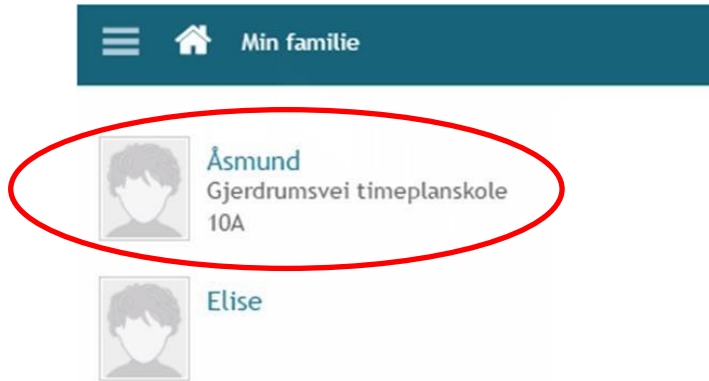 Min familie
Åsmund
Gjerdrumsvei timeplanskole
10A
Elise